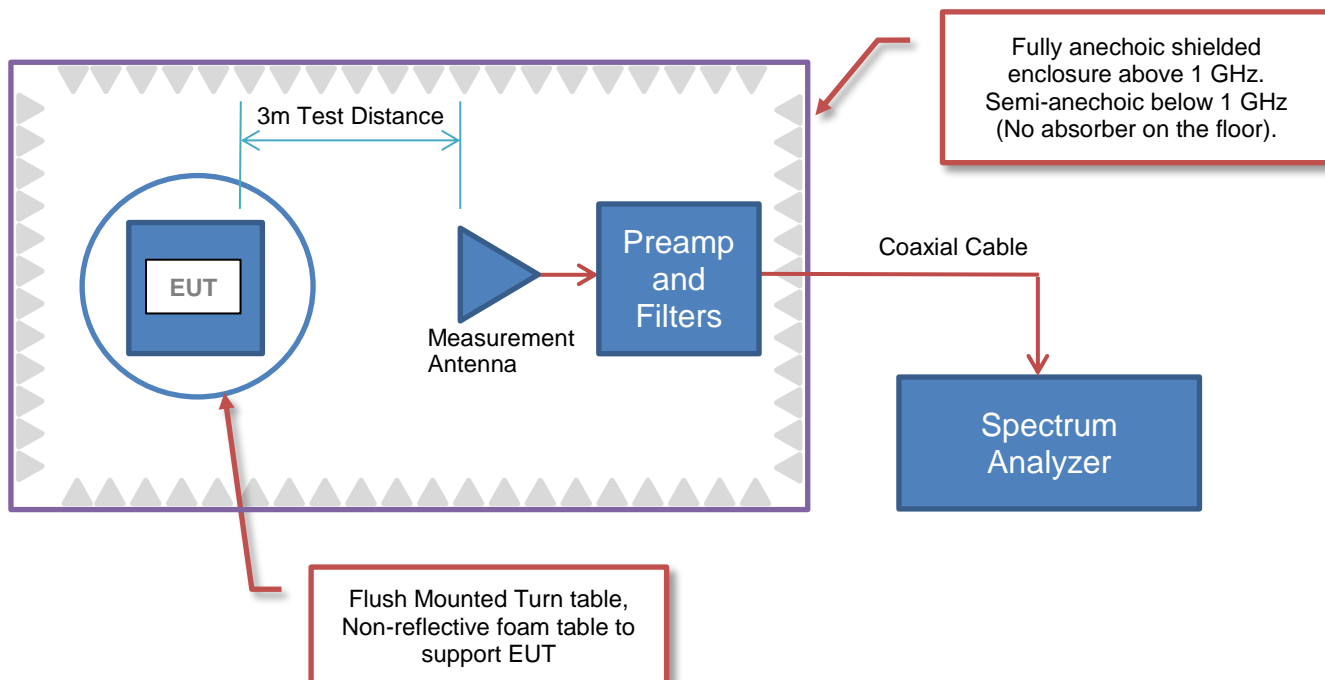 Fully anechoic shielded
enclosure above 1 GHz.
Semi-anechoic below 1 GHz
(No absorber on the floor).
3m Test Distance
EUT
Measurement
Antenna
Preamp
and
Filters
Coaxial Cable
Spectrum
Analyzer
Flush Mounted Turn table,
Non-reflective foam table to
support EUT